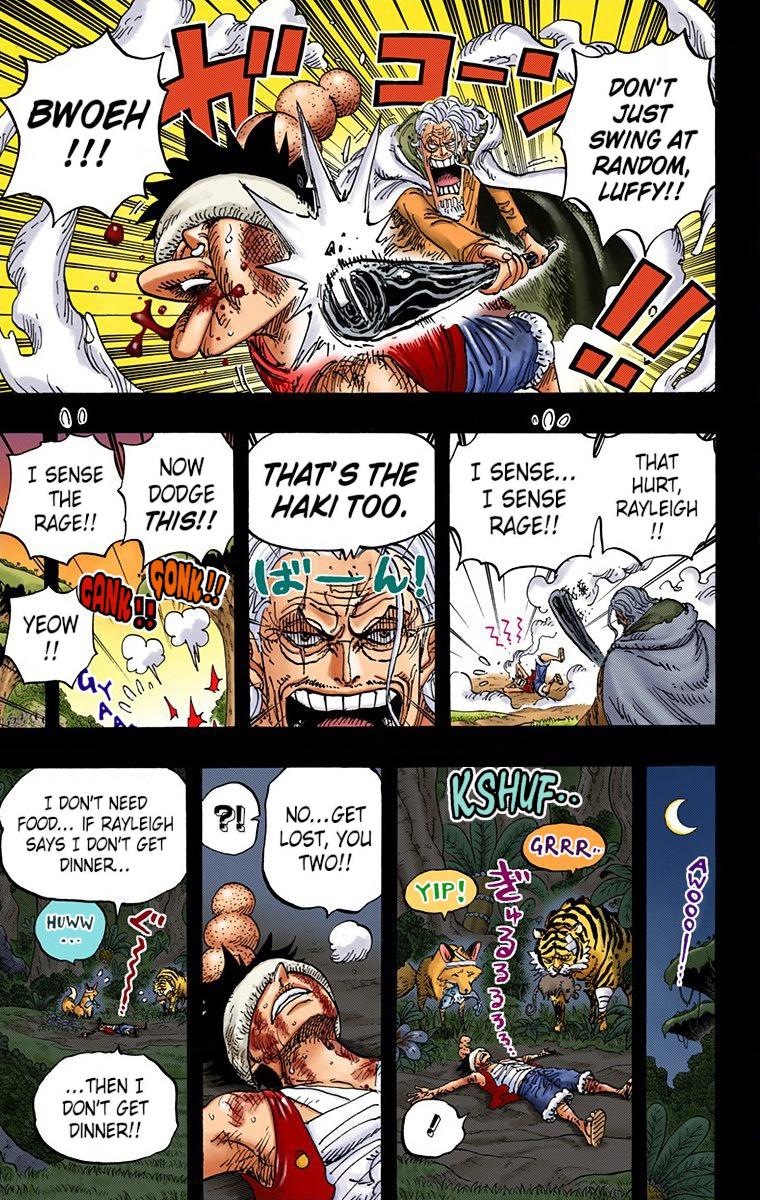 DON'T
JUST
SWING AT
RANDOM,
LUFFY!!
ガコーン
!!
BWOEH
!!!
THAT
HURT,
RAYLEIGH
!!
I SENSE...
I SENSE
RAGE!!
THAT'S THE
HAKI TOO.
ばーん!
NOW
DODGE
THIS!!
I SENSE
THE
RAGE!!
GONK!!
GANK!!
YEOW
!!
GYAAA
AWOOO—...
KSHUF..
GRRR..
YIP!
ぎゅるるるるる..
!
NO...GET
LOST, YOU
TWO!!
?!
I DON'T NEED
FOOD... IF RAYLEIGH
SAYS I DON'T GET
DINNER...
HUWW
...
ぐ〜〜!!
...THEN I
DON'T GET
DINNER!!